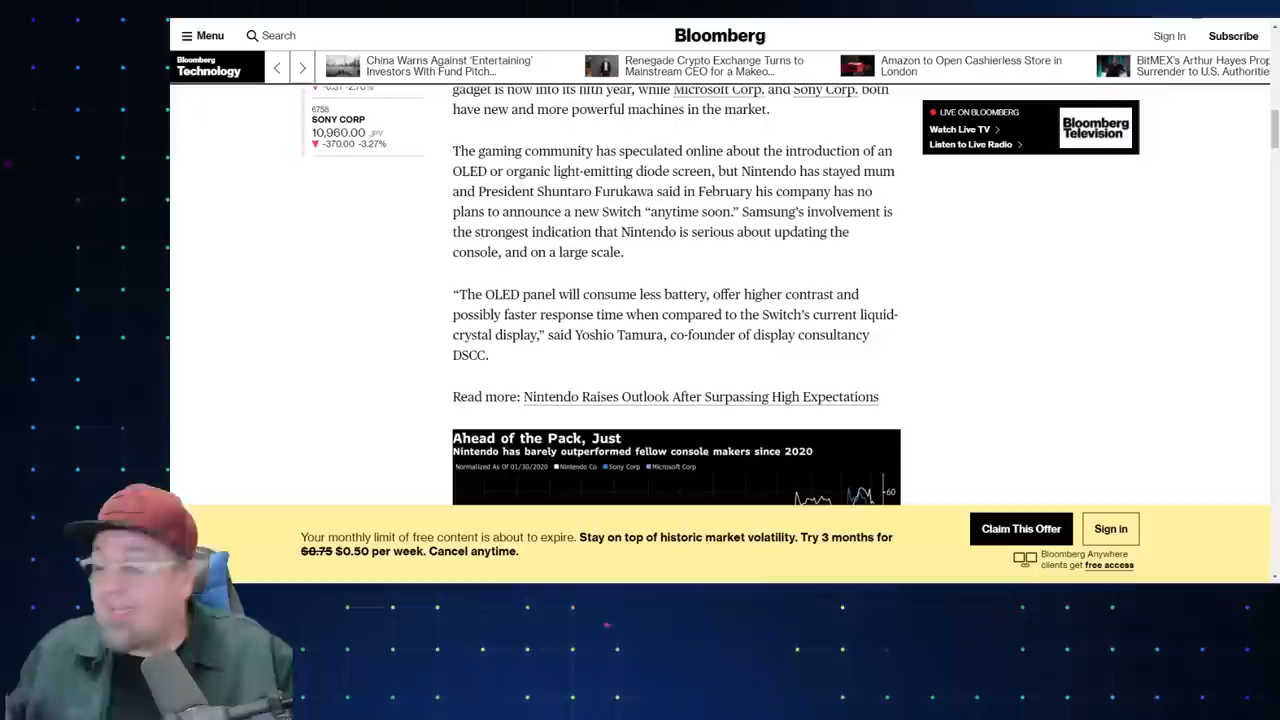 Menu
Search
Bloomberg
Sign In
Subscribe
Bloomberg
Technology
China Warns Against 'Entertaining'
Investors With Fund Pitch...
Renegade Crypto Exchange Turns to
Mainstream CEO for a Makeo...
Amazon to Open Cashierless Store in
London
BitMEX's Arthur Hayes Prop
Surrender to U.S. Authoritie
6758
SONY CORP
10,960.00 JPY
-370.00 -3.27%
gadget is now into its fifth year, while Microsoft Corp. and Sony Corp. both
have new and more powerful machines in the market.
LIVE ON BLOOMBERG
Watch Live TV
Listen to Live Radio
Bloomberg
Television
The gaming community has speculated online about the introduction of an
OLED or organic light-emitting diode screen, but Nintendo has stayed mum
and President Shuntaro Furukawa said in February his company has no
plans to announce a new Switch “anytime soon.” Samsung’s involvement is
the strongest indication that Nintendo is serious about updating the
console, and on a large scale.
“The OLED panel will consume less battery, offer higher contrast and
possibly faster response time when compared to the Switch’s current liquid-
crystal display,” said Yoshio Tamura, co-founder of display consultancy
DSCC.
Read more: Nintendo Raises Outlook After Surpassing High Expectations
Ahead of the Pack, Just
Nintendo has barely outperformed fellow console makers since 2020
Normalized As Of 01/30/2020 Nintendo Co Sony Corp Microsoft Corp
60
Your monthly limit of free content is about to expire. Stay on top of historic market volatility. Try 3 months for
$8.75 $0.50 per week. Cancel anytime.
Claim This Offer
Sign in
Bloomberg Anywhere
clients get free access